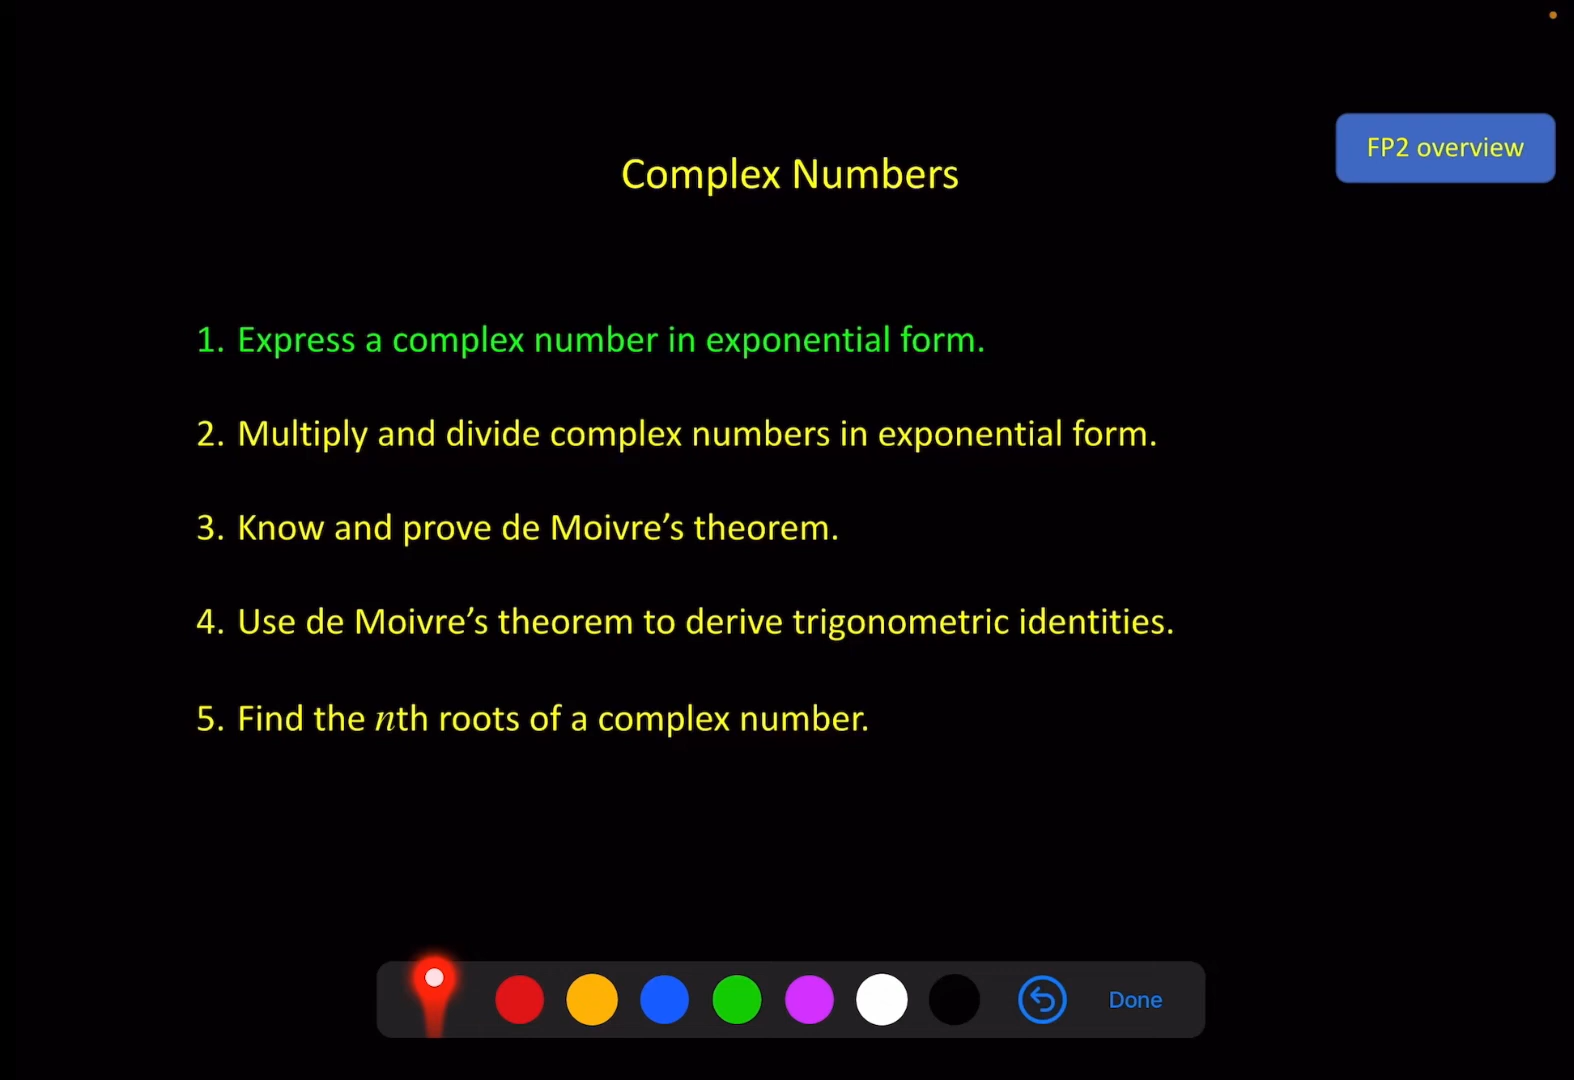 FP2 overview
Complex Numbers
1. Express a complex number in exponential form.
2. Multiply and divide complex numbers in exponential form.
3. Know and prove de Moivre’s theorem.
4. Use de Moivre’s theorem to derive trigonometric identities.
5. Find the nth roots of a complex number.
Done